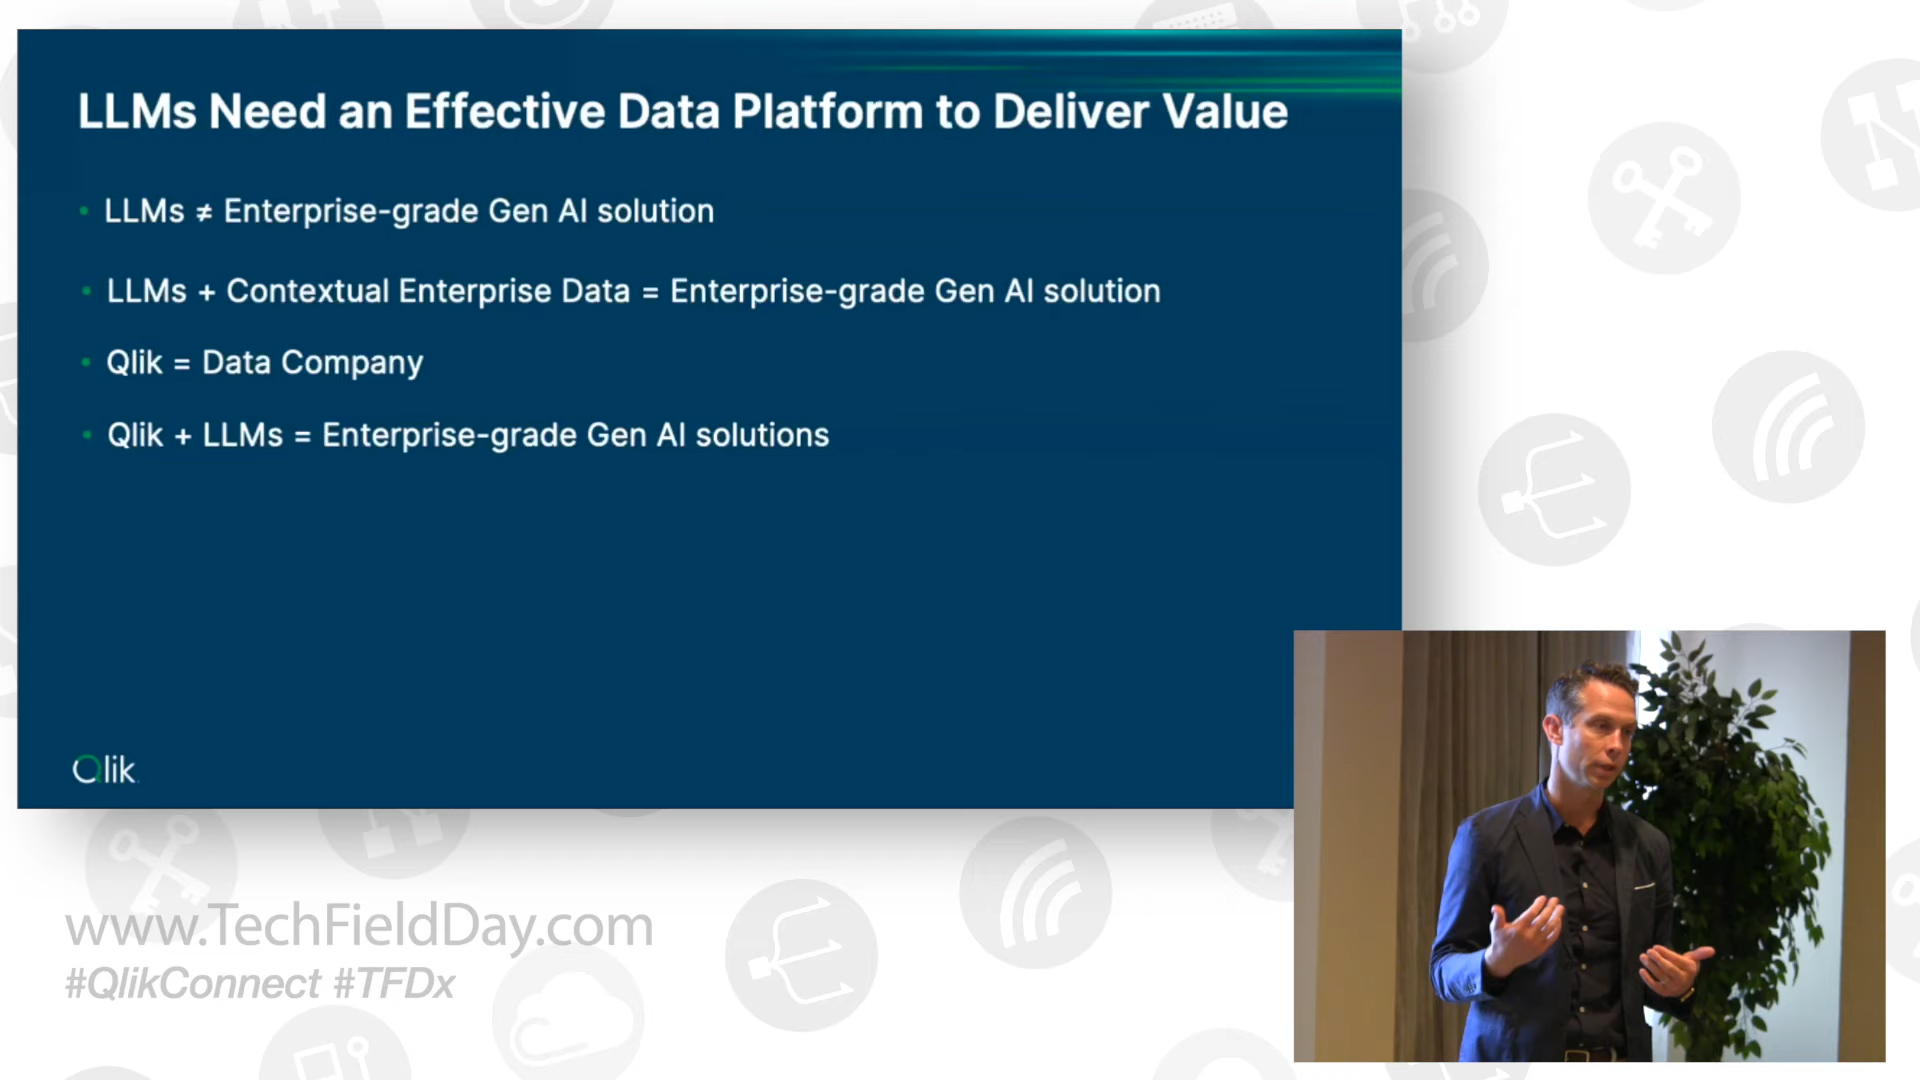 LLMs Need an Effective Data Platform to Deliver Value
• LLMs ≠ Enterprise-grade Gen AI solution
• LLMs + Contextual Enterprise Data = Enterprise-grade Gen AI solution
• Qlik = Data Company
• Qlik + LLMs = Enterprise-grade Gen AI solutions
Qlik
www.TechFieldDay.com
#QlikConnect #TFDx